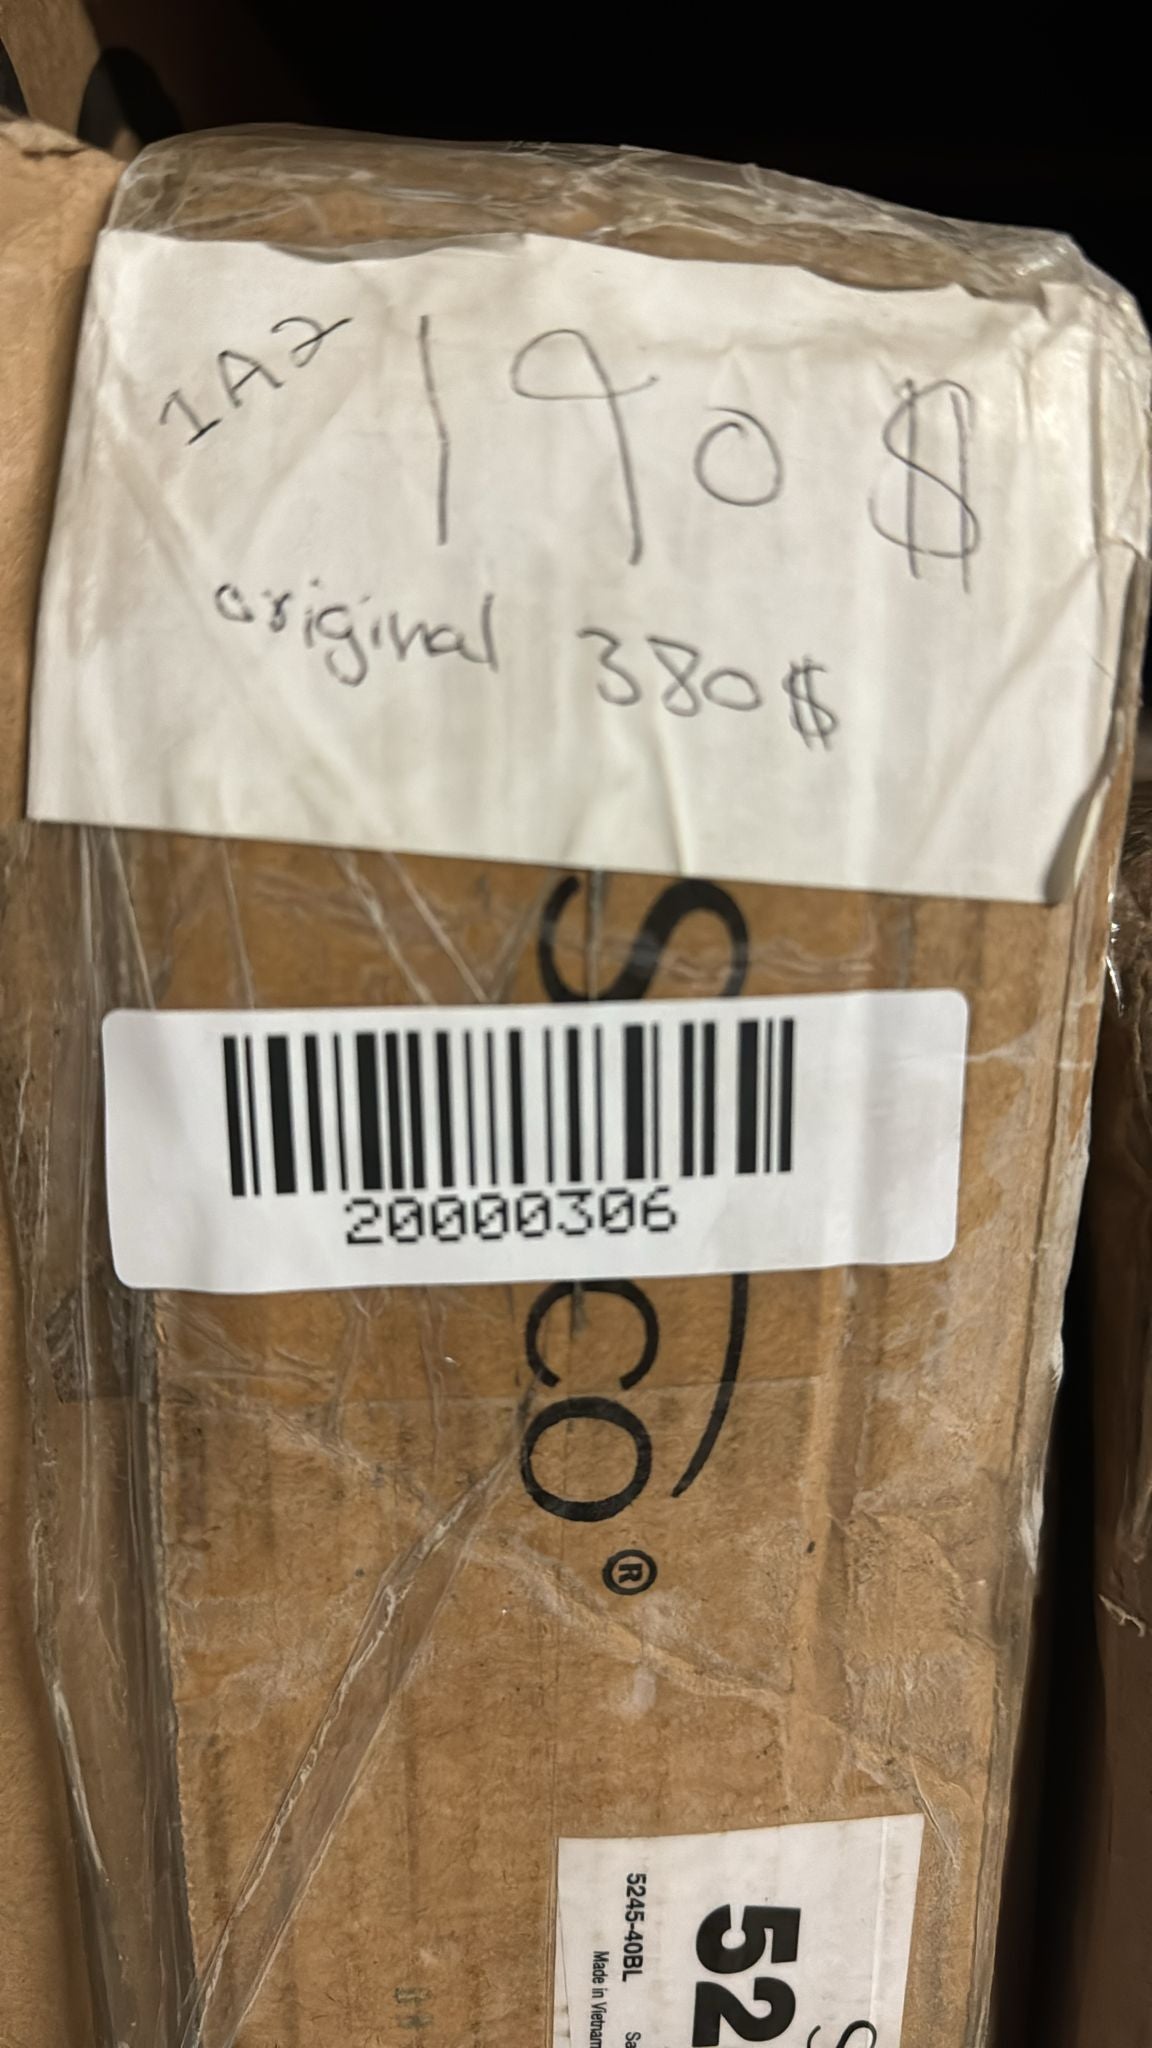 1A2
190$
original 380$
20000306
co®
5245-40BL
Made in Vietnam
52